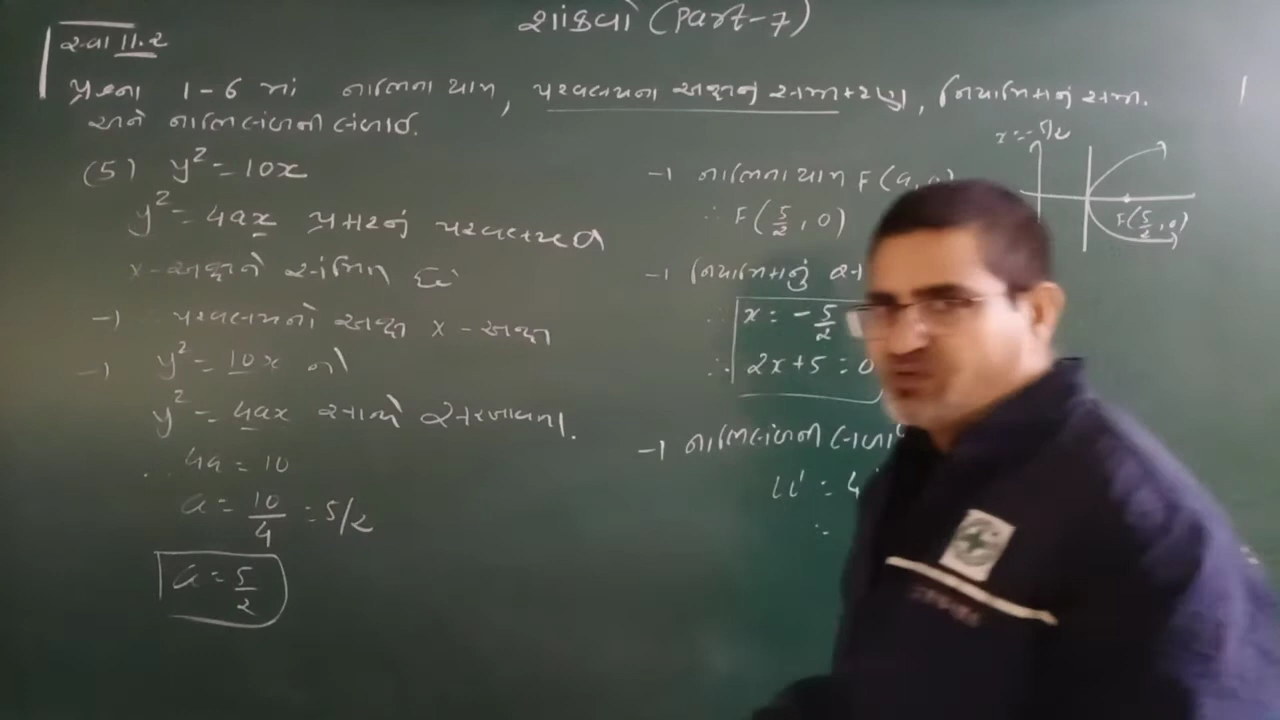 શાંકવો (Part-7)
સ્વા 11.2
પ્રશ્નો 1-6 માં નાભિના યામ, પરવલયના અક્ષનું સમીકરણ, નિયામિકાનું સમી.
અને નાભિલંબની લંબાઈ.
(5) y² = 10x
y² = 4ax પ્રકારનું પરવલય
x-અક્ષને સંમિત છે
→ પરવલયનો અક્ષ x-અક્ષ
→ y² = 10x ને
y² = 4ax સાથે સરખાવતા.
4a = 10
a = 10/4 = 5/2
a = 5/2
→ નાભિના યામ F(a, 0)
∴ F(5/2, 0)
→ નિયામિકાનું
x = -5/2
∴ 2x+5 = 0
→ નાભિલંબની
LL' = 4
=
x = -5/2
F(5/2, 0)